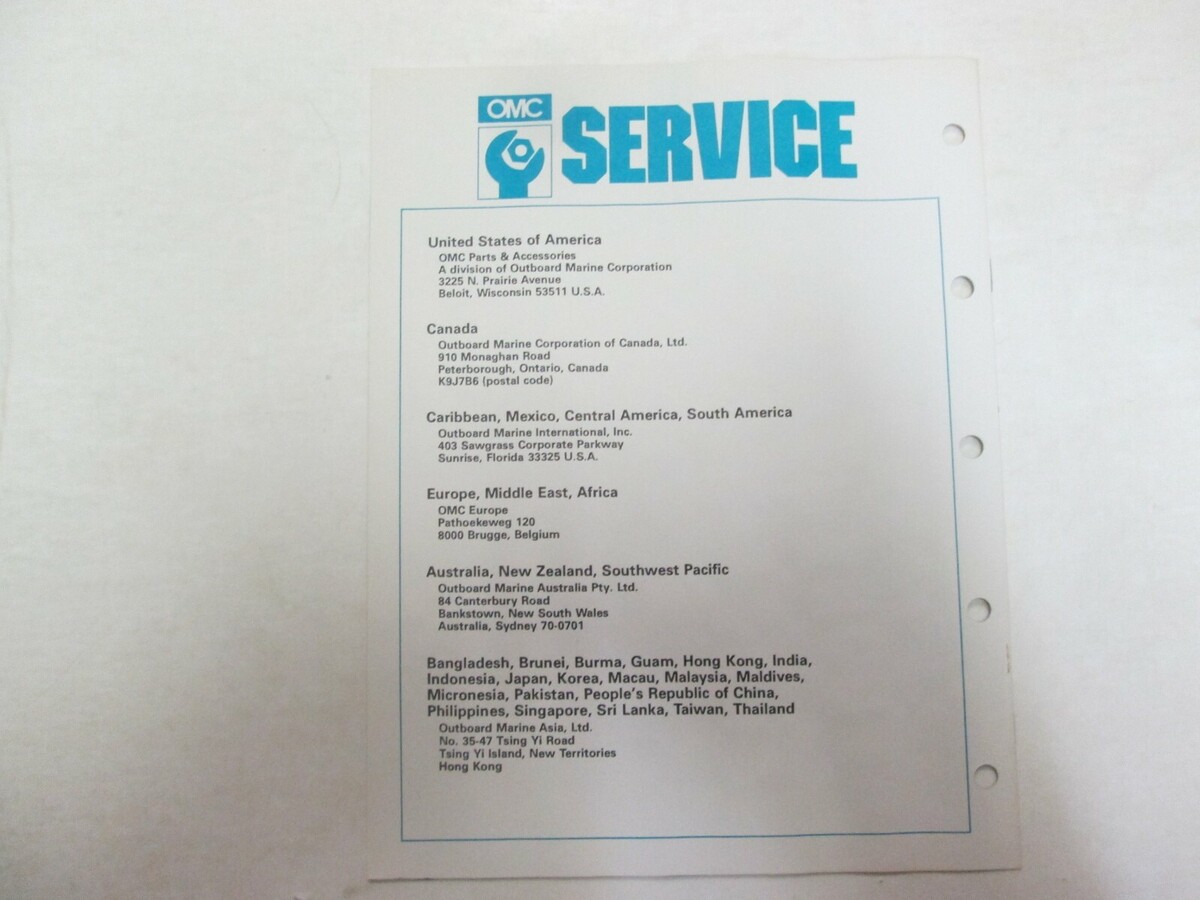 OMC
SERVICE
United States of America
OMC Parts & Accessories
A division of Outboard Marine Corporation
3225 N. Prairie Avenue
Beloit, Wisconsin 53511 U.S.A.
Canada
Outboard Marine Corporation of Canada, Ltd.
910 Monaghan Road
Peterborough, Ontario, Canada
K9J7B6 (postal code)
Caribbean, Mexico, Central America, South America
Outboard Marine International, Inc.
403 Sawgrass Corporate Parkway
Sunrise, Florida 33325 U.S.A.
Europe, Middle East, Africa
OMC Europe
Pathoekeweg 120
8000 Brugge, Belgium
Australia, New Zealand, Southwest Pacific
Outboard Marine Australia Pty. Ltd.
84 Canterbury Road
Bankstown, New South Wales
Australia, Sydney 70-0701
Bangladesh, Brunei, Burma, Guam, Hong Kong, India,
Indonesia, Japan, Korea, Macau, Malaysia, Maldives,
Micronesia, Pakistan, People's Republic of China,
Philippines, Singapore, Sri Lanka, Taiwan, Thailand
Outboard Marine Asia, Ltd.
No. 35-47 Tsing Yi Road
Tsing Yi Island, New Territories
Hong Kong